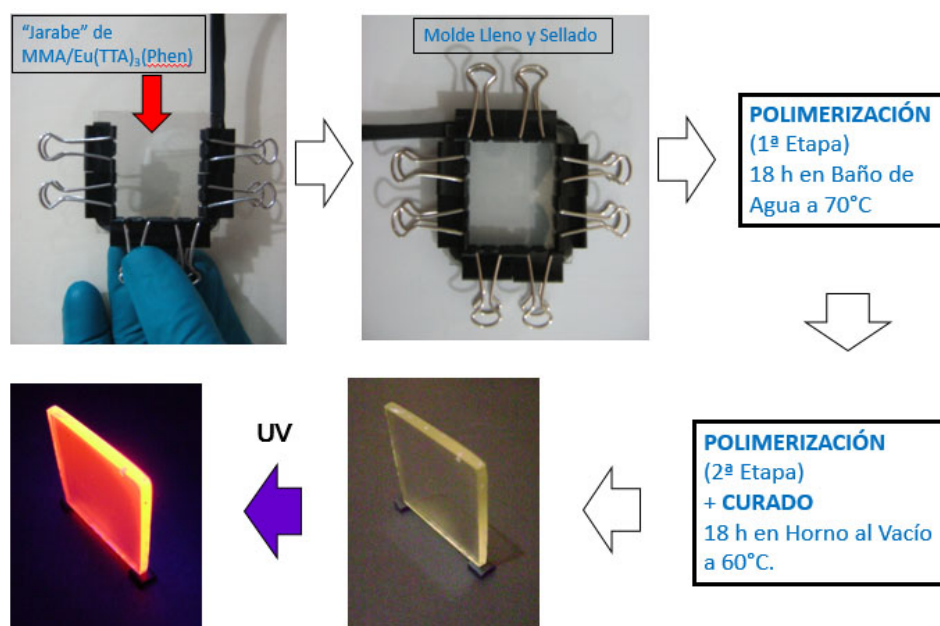 “Jarabe” de
MMA/Eu(TTA)₃(Phen)
Molde Lleno y Sellado
POLIMERIZACIÓN
(1ª Etapa)
18 h en Baño de
Agua a 70°C
UV
POLIMERIZACIÓN
(2ª Etapa)
+ CURADO
18 h en Horno al Vacío
a 60°C.